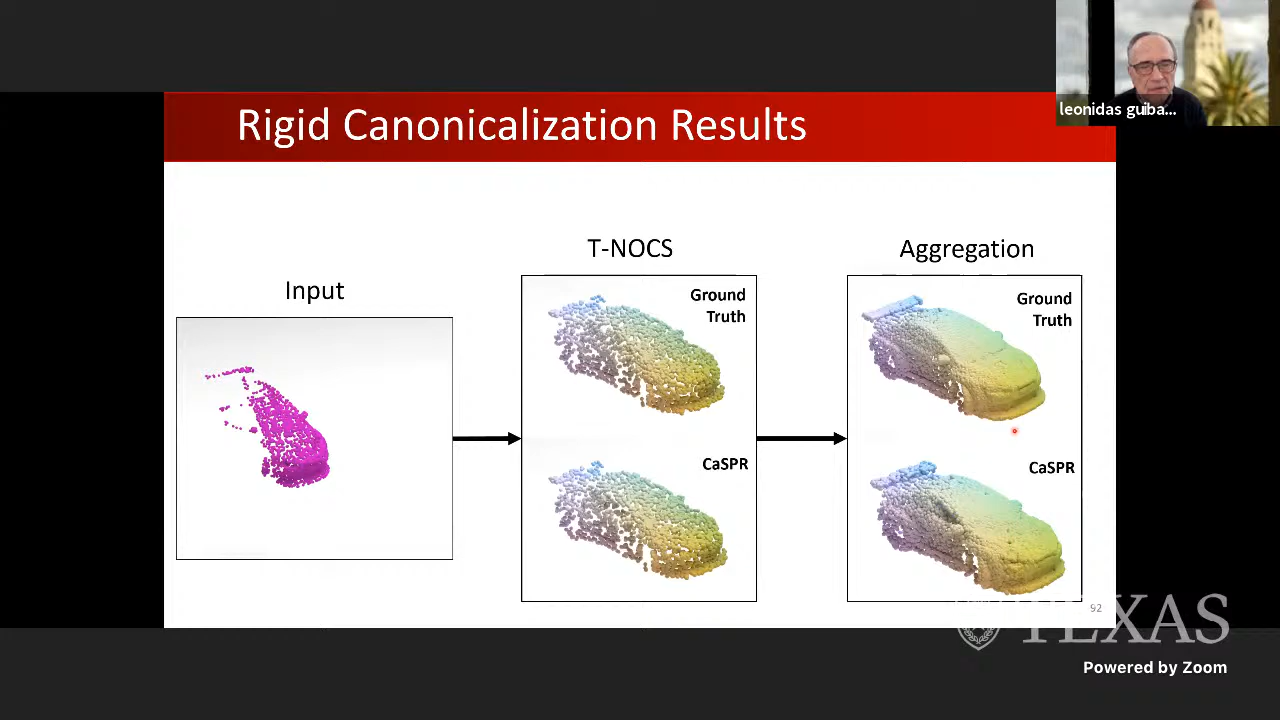 leonidas guiba...
Rigid Canonicalization Results
Input
T-NOCS
Ground
Truth
CaSPR
Aggregation
Ground
Truth
CaSPR
92
TEXAS
Powered by Zoom